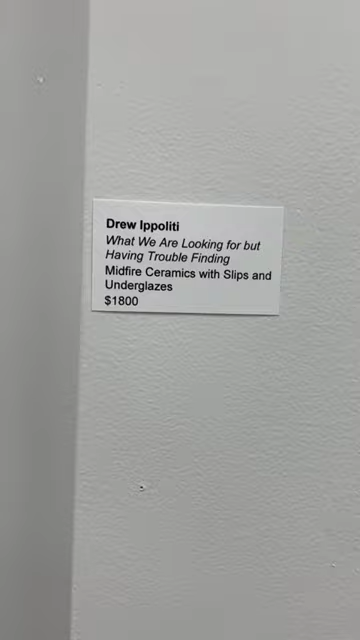 Drew Ippoliti
What We Are Looking for but
Having Trouble Finding
Midfire Ceramics with Slips and
Underglazes
$1800